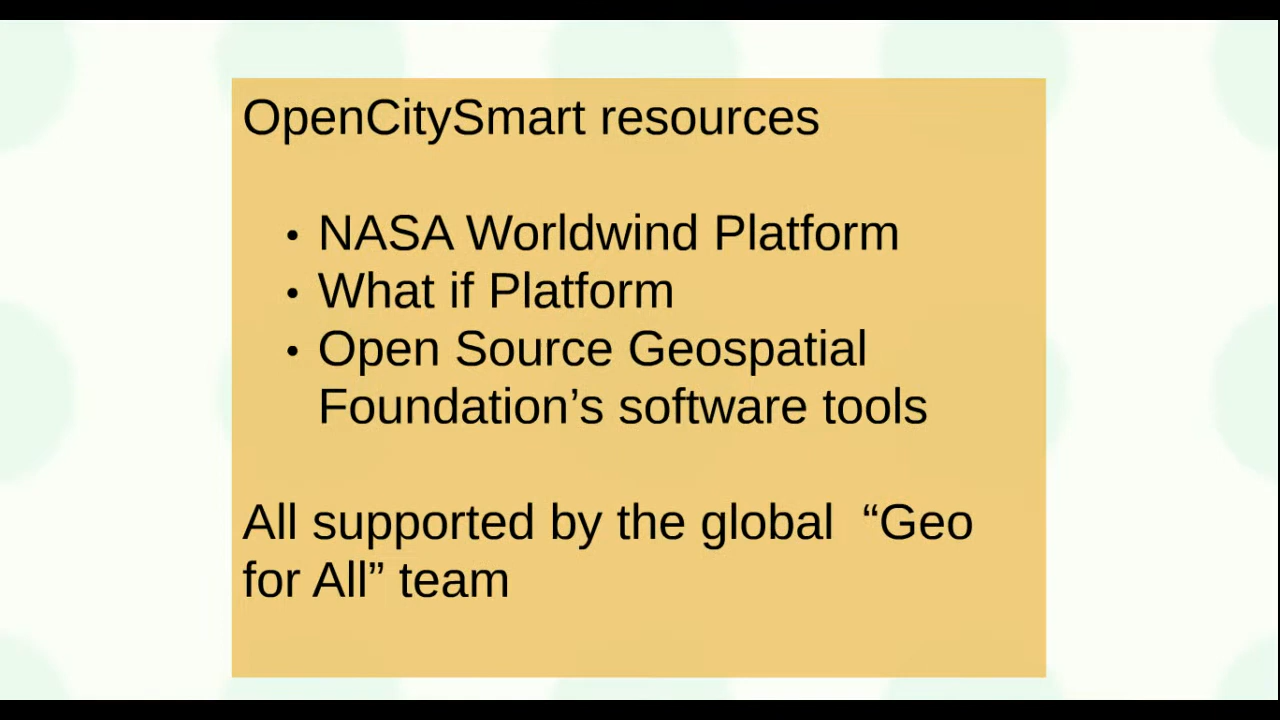 OpenCitySmart resources
• NASA Worldwind Platform
• What if Platform
• Open Source Geospatial
Foundation’s software tools
All supported by the global  “Geo
for All” team